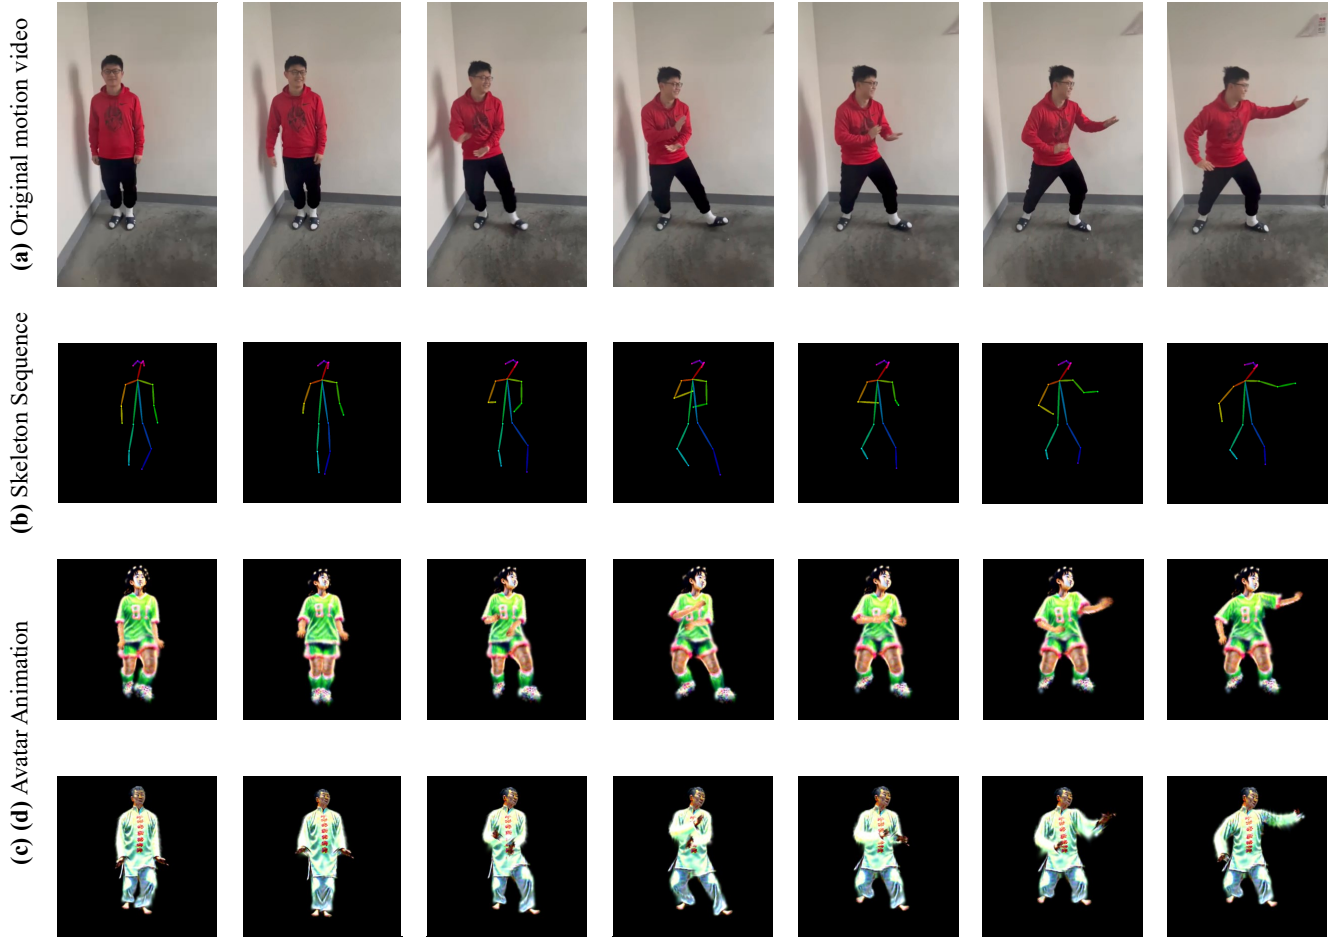 (a) Original motion video
(b) Skeleton Sequence
(c) (d) Avatar Animation